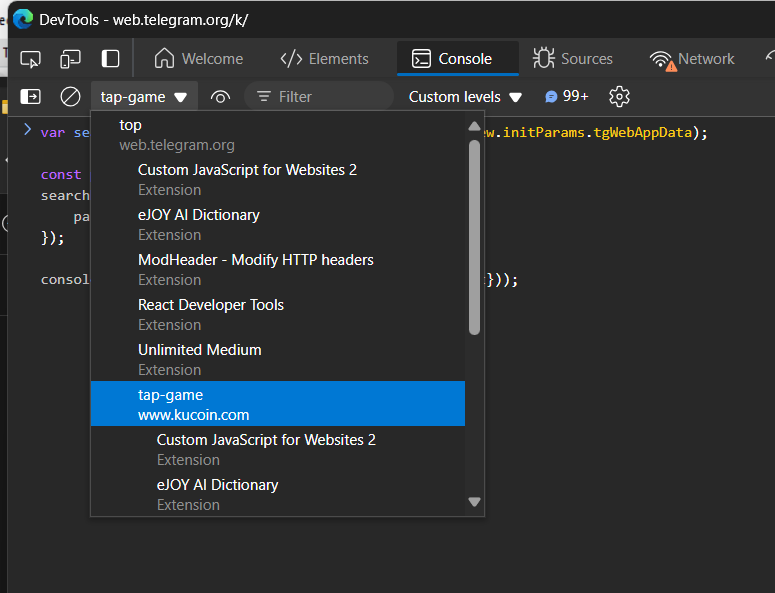 DevTools - web.telegram.org/k/
Welcome
Elements
Console
Sources
Network
tap-game
Filter
Custom levels
99+
var se
w.initParams.tgWebAppData);
const
search
pa
});
consol
}));
top
web.telegram.org
Custom JavaScript for Websites 2
Extension
eJOY AI Dictionary
Extension
ModHeader - Modify HTTP headers
Extension
React Developer Tools
Extension
Unlimited Medium
Extension
tap-game
www.kucoin.com
Custom JavaScript for Websites 2
Extension
eJOY AI Dictionary
Extension